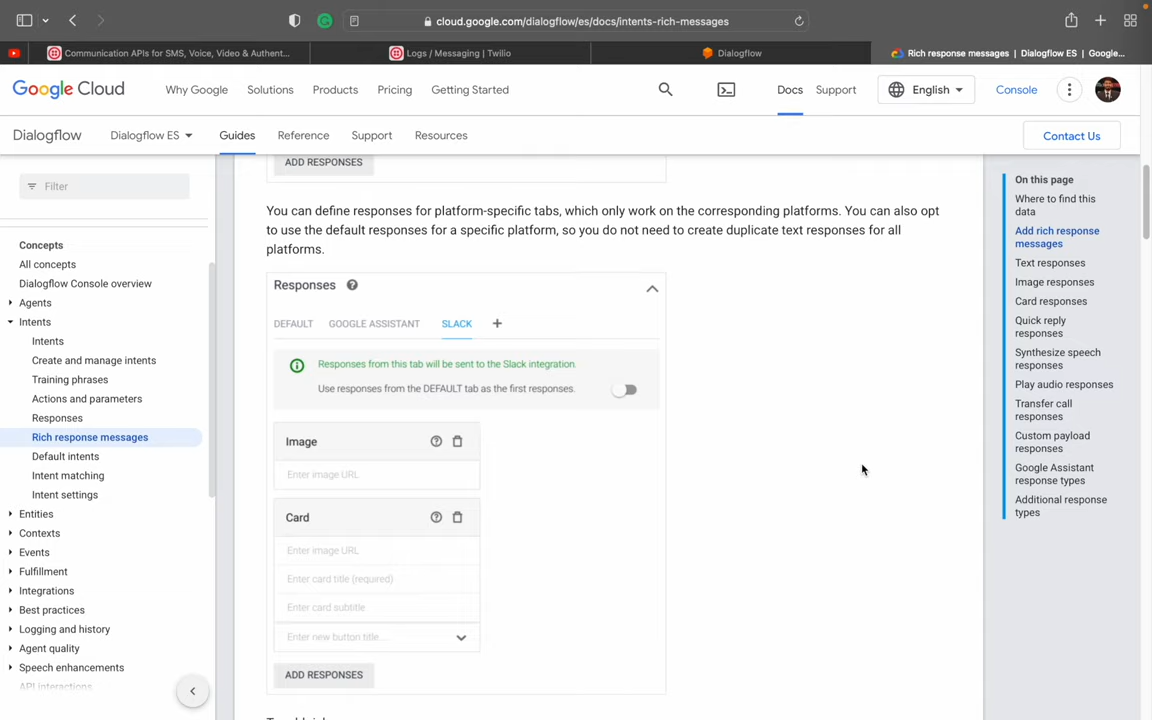 cloud.google.com/dialogflow/es/docs/intents-rich-messages
Communication APIs for SMS, Voice, Video & Authent...
Logs / Messaging | Twilio
Dialogflow
Rich response messages | Dialogflow ES | Google...
Google Cloud
Why Google
Solutions
Products
Pricing
Getting Started
Docs
Support
English
Console
Dialogflow
Dialogflow ES
Guides
Reference
Support
Resources
Contact Us
Filter
Concepts
All concepts
Dialogflow Console overview
Agents
Intents
Intents
Create and manage intents
Training phrases
Actions and parameters
Responses
Rich response messages
Default intents
Intent matching
Intent settings
Entities
Contexts
Events
Fulfillment
Integrations
Best practices
Logging and history
Agent quality
Speech enhancements
API interactions
ADD RESPONSES
You can define responses for platform-specific tabs, which only work on the corresponding platforms. You can also opt
to use the default responses for a specific platform, so you do not need to create duplicate text responses for all
platforms.
Responses
DEFAULT
GOOGLE ASSISTANT
SLACK
Responses from this tab will be sent to the Slack integration.
Use responses from the DEFAULT tab as the first responses.
Image
Enter image URL
Card
Enter image URL
Enter card title (required)
Enter card subtitle
Enter new button title...
ADD RESPONSES
On this page
Where to find this
data
Add rich response
messages
Text responses
Image responses
Card responses
Quick reply
responses
Synthesize speech
responses
Play audio responses
Transfer call
responses
Custom payload
responses
Google Assistant
response types
Additional response
types